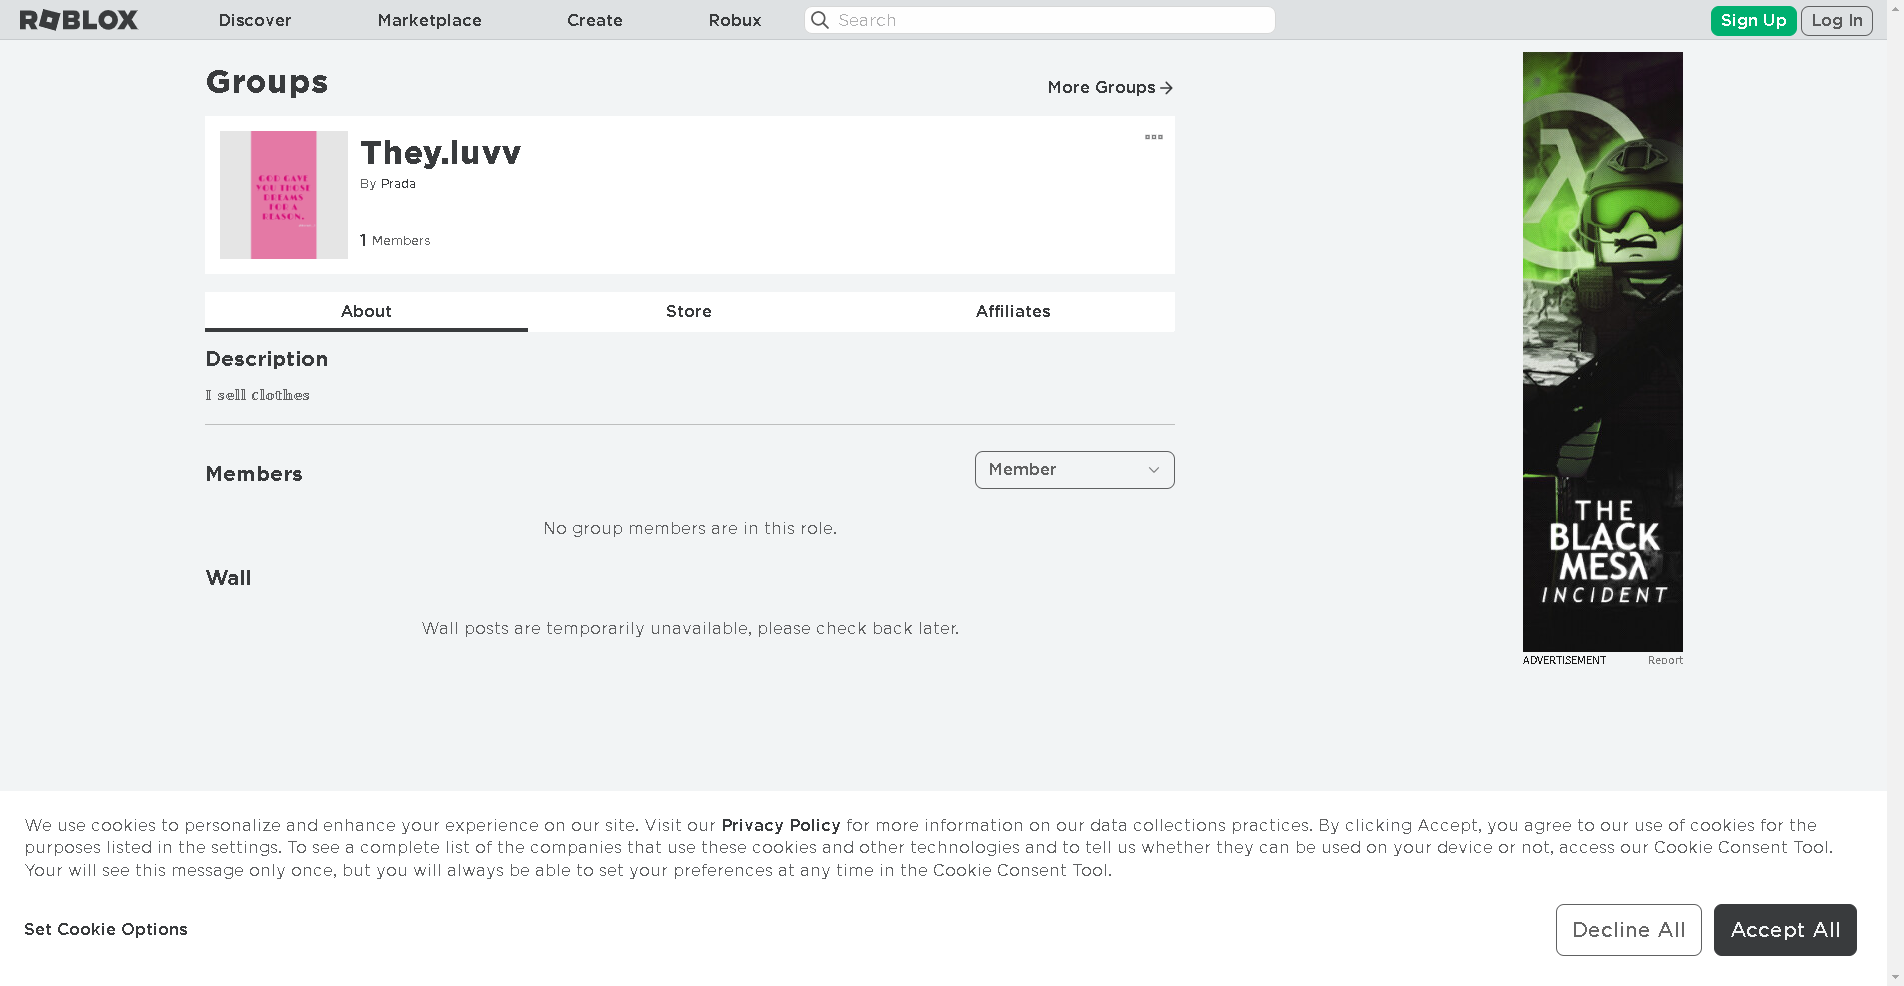 ROBLOX
Discover
Marketplace
Create
Robux
Search
Sign Up
Log In
Groups
More Groups
They.luvv
By Prada
1 Members
GOD GAVE
YOU THOSE
DREAMS
FOR A
REASON.
About
Store
Affiliates
Description
𝕀 𝕤𝕖𝕝𝕝 𝕔𝕝𝕠𝕥𝕙𝕖𝕤
Members
Member
No group members are in this role.
Wall
Wall posts are temporarily unavailable, please check back later.
THE
BLACK
MESλ
INCIDENT
ADVERTISEMENT
Report
We use cookies to personalize and enhance your experience on our site. Visit our Privacy Policy for more information on our data collections practices. By clicking Accept, you agree to our use of cookies for the
purposes listed in the settings. To see a complete list of the companies that use these cookies and other technologies and to tell us whether they can be used on your device or not, access our Cookie Consent Tool.
Your will see this message only once, but you will always be able to set your preferences at any time in the Cookie Consent Tool.
Set Cookie Options
Decline All
Accept All